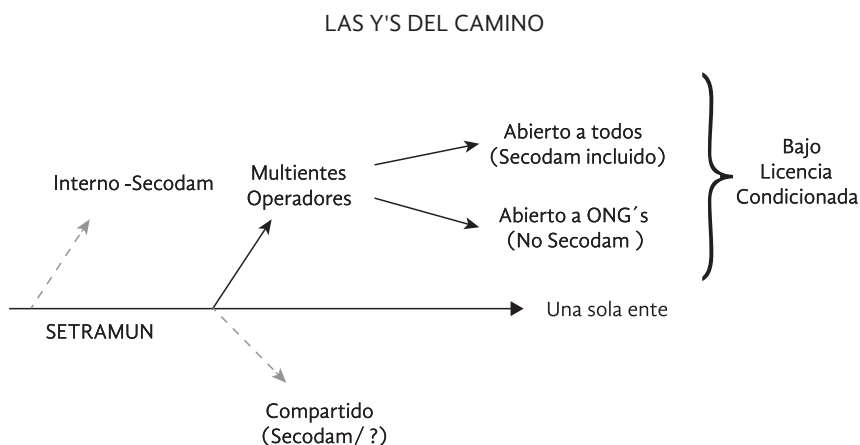 LAS Y'S DEL CAMINO
Interno -Secodam
Multientes
Operadores
Abierto a todos
(Secodam incluido)
Abierto a ONG´s
(No Secodam )
Bajo
Licencia
Condicionada
Una sola ente
SETRAMUN
Compartido
(Secodam/ ?)